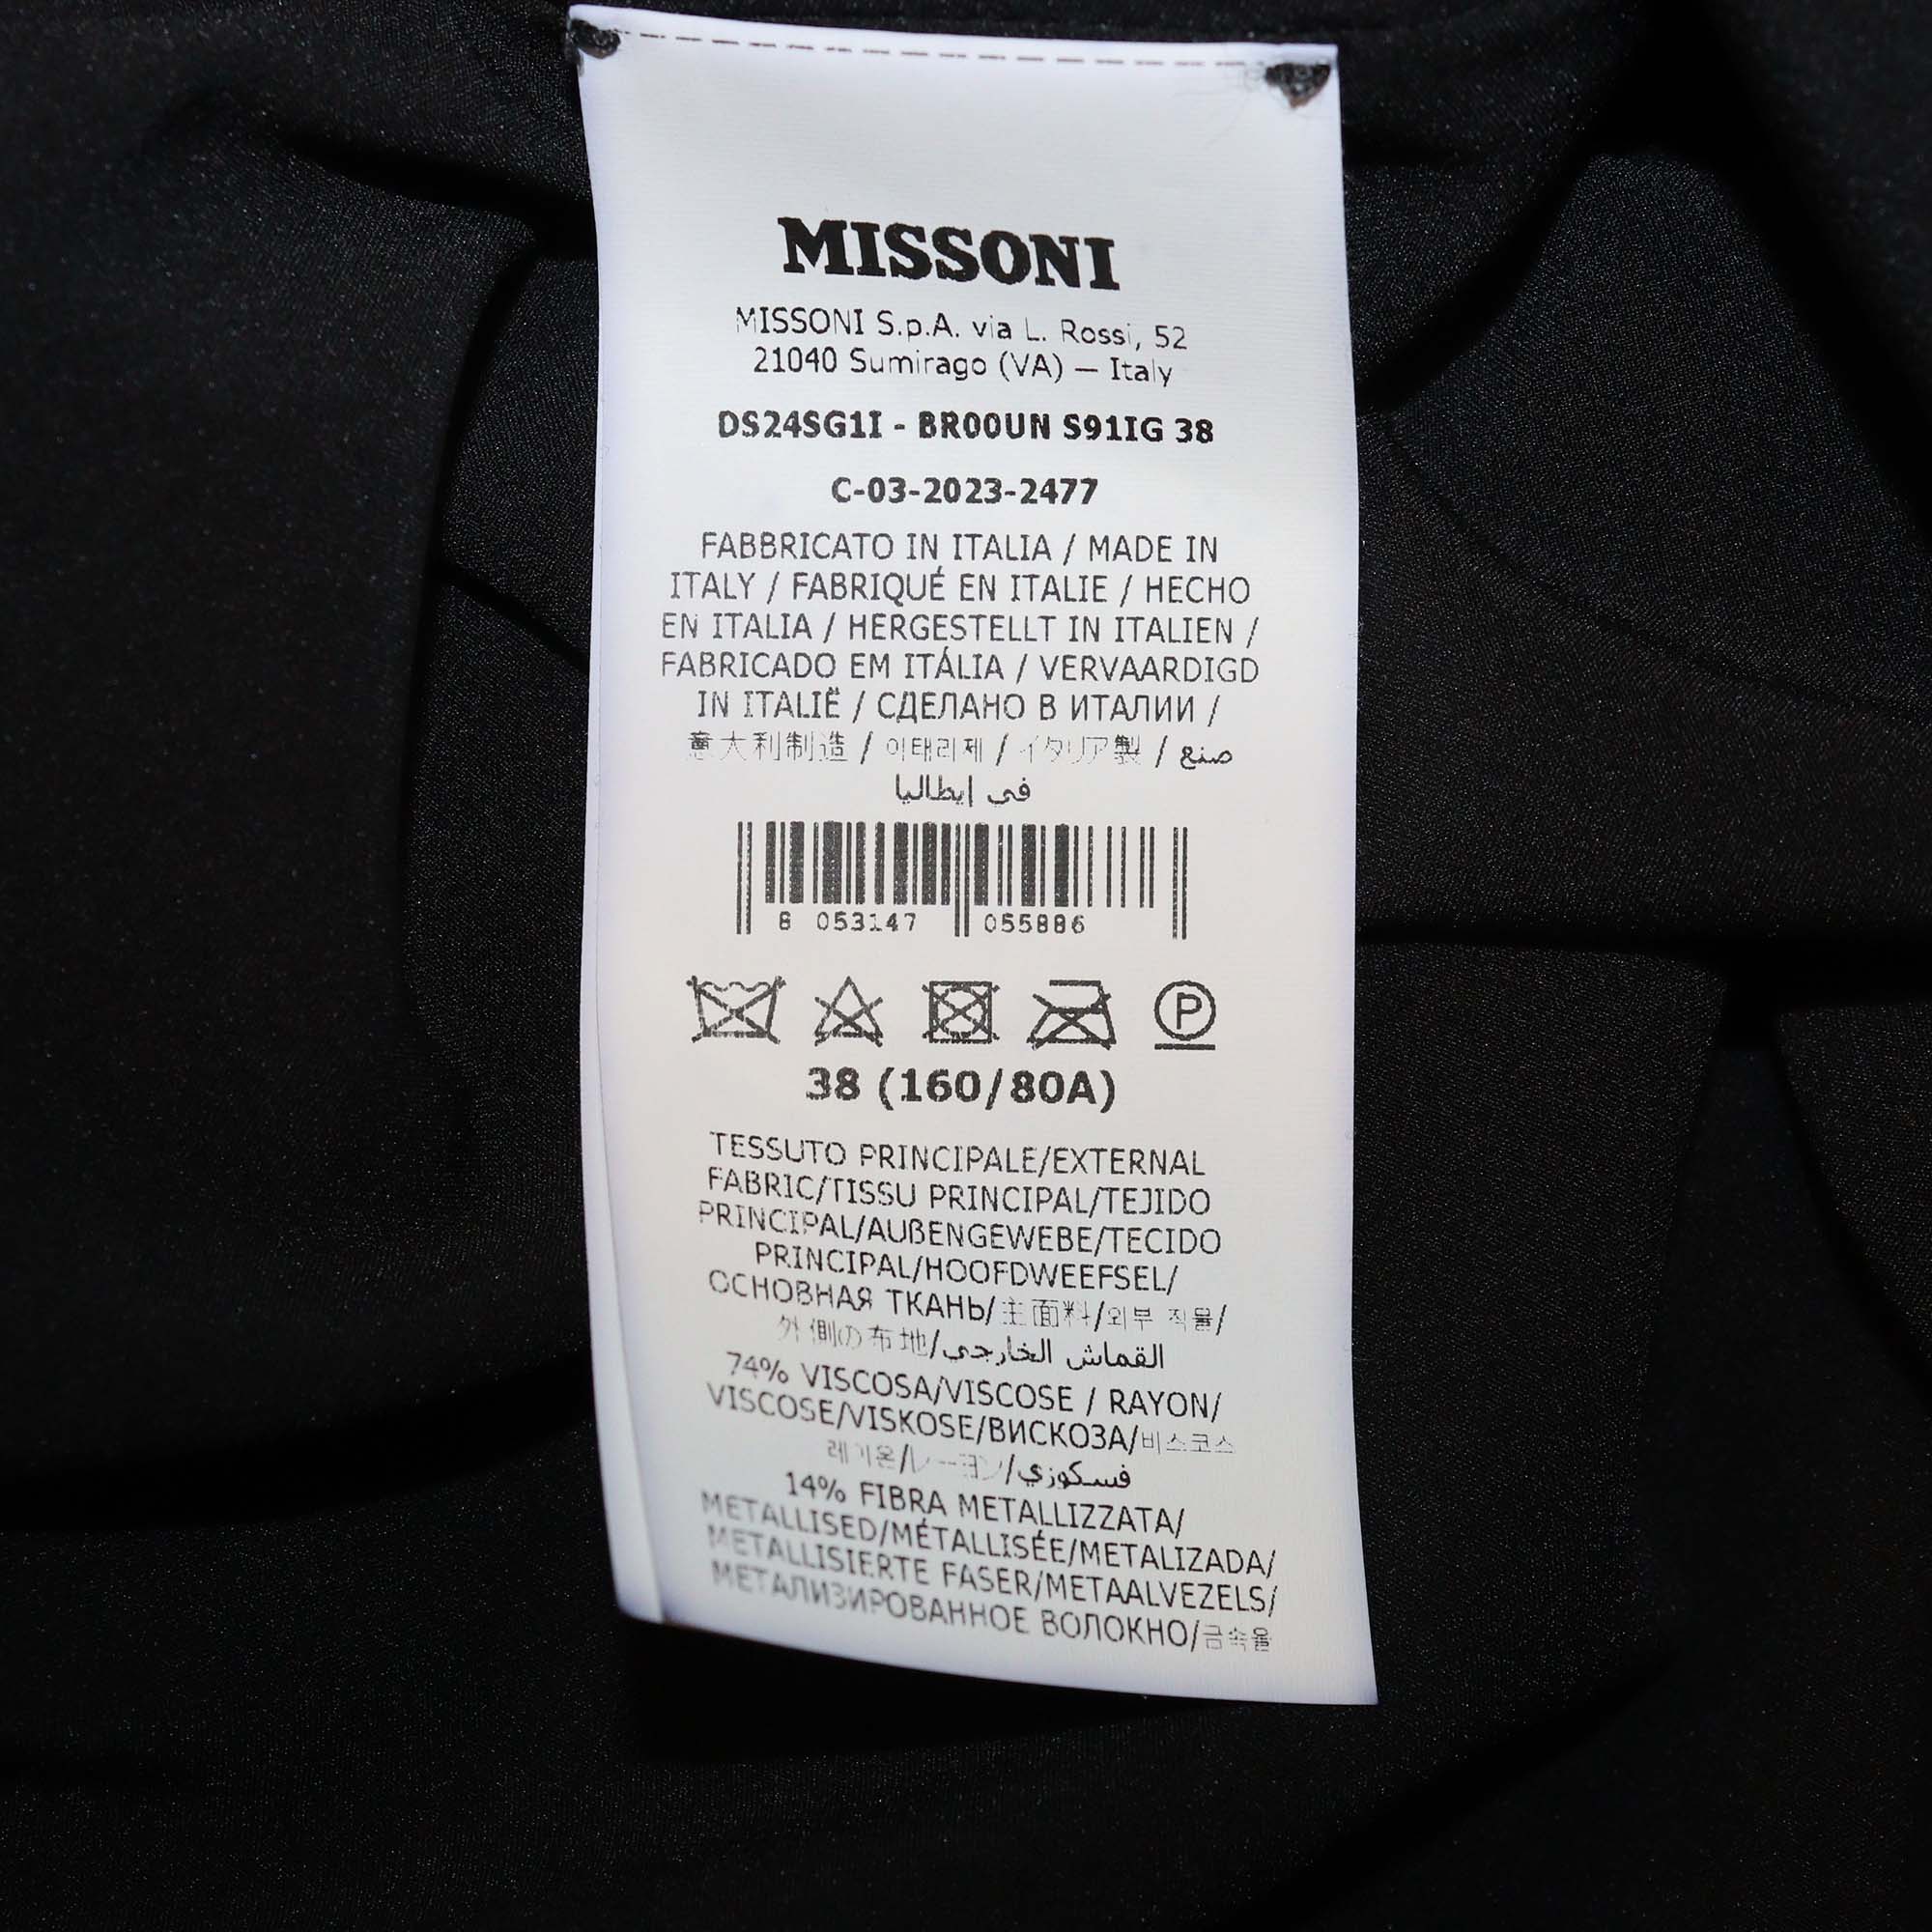 MISSONI
MISSONI S.p.A. via L. Rossi, 52
21040 Sumirago (VA) – Italy
DS24SG1I - BR00UN S91IG 38
C-03-2023-2477
FABBRICATO IN ITALIA / MADE IN
ITALY / FABRIQUÉ EN ITALIE / HECHO
EN ITALIA / HERGESTELLT IN ITALIEN /
FABRICADO EM ITÁLIA / VERVAARDIGD
IN ITALIË / СДЕЛАНО В ИТАЛИИ /
意大利制造 / 이태리제 / イタリア製 / صنع
في إيطاليا
8 053147 055886
P
38 (160/80A)
TESSUTO PRINCIPALE/EXTERNAL
FABRIC/TISSU PRINCIPAL/TEJIDO
PRINCIPAL/AUßENGEWEBE/TECIDO
PRINCIPAL/HOOFDWEEFSEL/
ОСНОВНАЯ ТКАНЬ/主面料/외부 직물/
外側の布地/القماش الخارجي
74% VISCOSA/VISCOSE / RAYON/
VISCOSE/VISKOSE/ВИСКОЗА/비스코스
레이온/レーヨン/فسكوزي
14% FIBRA METALLIZZATA/
METALLISED/MÉTALLISÉE/METALIZADA/
METALLISIERTE FASER/METAALVEZELS/
МЕТАЛИЗИРОВАННОЕ ВОЛОКНО/금속올